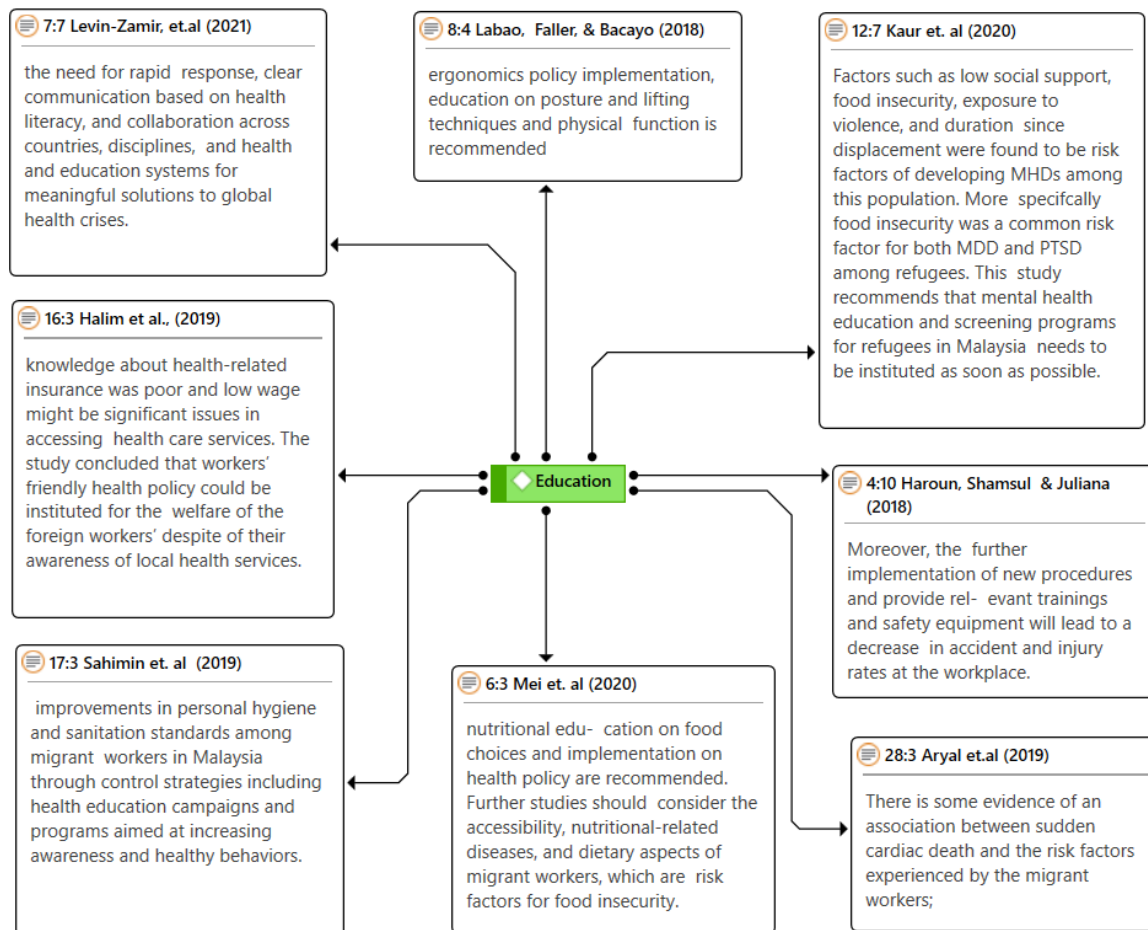 7:7 Levin-Zamir, et.al (2021)
the need for rapid response, clear
communication based on health
literacy, and collaboration across
countries, disciplines, and health
and education systems for
meaningful solutions to global
health crises.
8:4 Labao, Faller, & Bacayo (2018)
ergonomics policy implementation,
education on posture and lifting
techniques and physical function is
recommended
12:7 Kaur et. al (2020)
Factors such as low social support,
food insecurity, exposure to
violence, and duration since
displacement were found to be risk
factors of developing MHDs among
this population. More specifcally
food insecurity was a common risk
factor for both MDD and PTSD
among refugees. This study
recommends that mental health
education and screening programs
for refugees in Malaysia needs to
be instituted as soon as possible.
16:3 Halim et al., (2019)
knowledge about health-related
insurance was poor and low wage
might be significant issues in
accessing health care services. The
study concluded that workers'
friendly health policy could be
instituted for the welfare of the
foreign workers' despite of their
awareness of local health services.
Education
4:10 Haroun, Shamsul & Juliana
(2018)
Moreover, the further
implementation of new procedures
and provide rel- evant trainings
and safety equipment will lead to a
decrease in accident and injury
rates at the workplace.
17:3 Sahimin et. al (2019)
improvements in personal hygiene
and sanitation standards among
migrant workers in Malaysia
through control strategies including
health education campaigns and
programs aimed at increasing
awareness and healthy behaviors.
6:3 Mei et. al (2020)
nutritional edu- cation on food
choices and implementation on
health policy are recommended.
Further studies should consider the
accessibility, nutritional-related
diseases, and dietary aspects of
migrant workers, which are risk
factors for food insecurity.
28:3 Aryal et.al (2019)
There is some evidence of an
association between sudden
cardiac death and the risk factors
experienced by the migrant
workers;